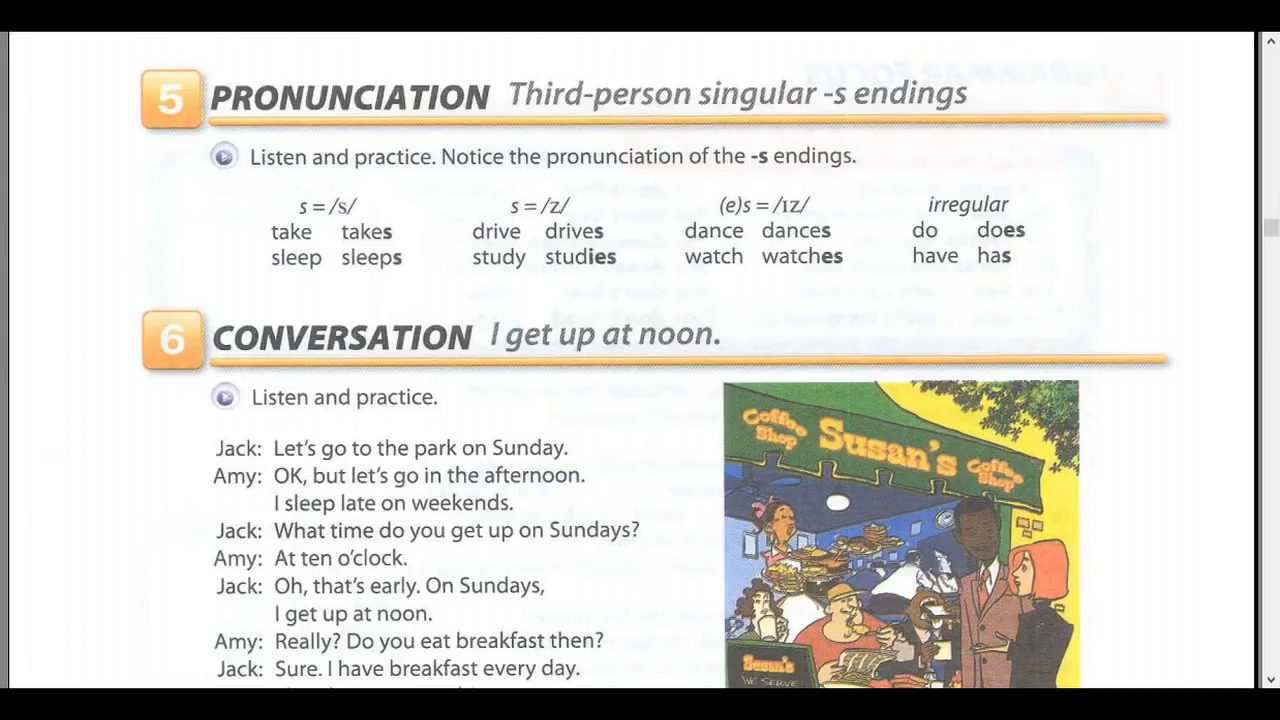 5 PRONUNCIATION Third-person singular -s endings
Listen and practice. Notice the pronunciation of the -s endings.
s = /s/ s = /z/ (e)s = /ɪz/ irregular
take takes drive drives dance dances do does
sleep sleeps study studies watch watches have has
6 CONVERSATION I get up at noon.
Listen and practice.
Jack: Let's go to the park on Sunday.
Amy: OK, but let's go in the afternoon.
I sleep late on weekends.
Jack: What time do you get up on Sundays?
Amy: At ten o'clock.
Jack: Oh, that's early. On Sundays,
I get up at noon.
Amy: Really? Do you eat breakfast then?
Jack: Sure. I have breakfast every day.
Coffee Shop
Susan's
Coffee Shop
Susan's
WE SERVE